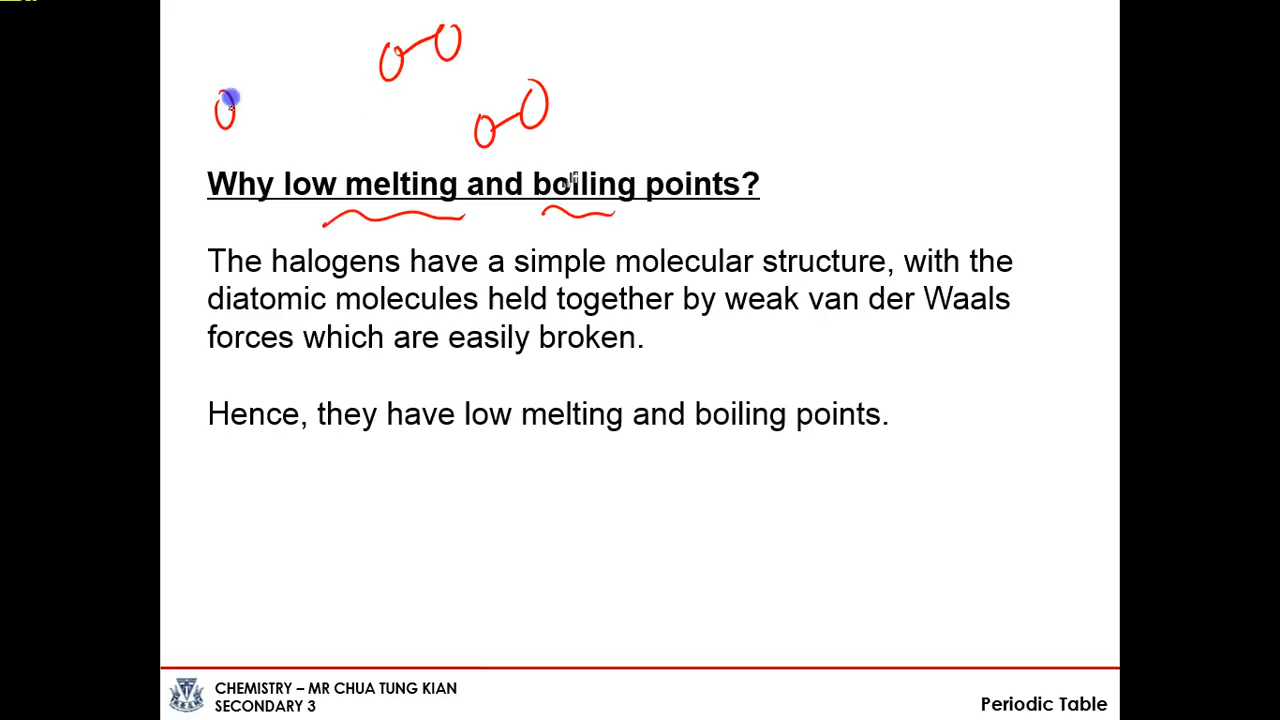 Why low melting and boiling points?
The halogens have a simple molecular structure, with the
diatomic molecules held together by weak van der Waals
forces which are easily broken.
Hence, they have low melting and boiling points.
CHEMISTRY – MR CHUA TUNG KIAN
SECONDARY 3
Periodic Table